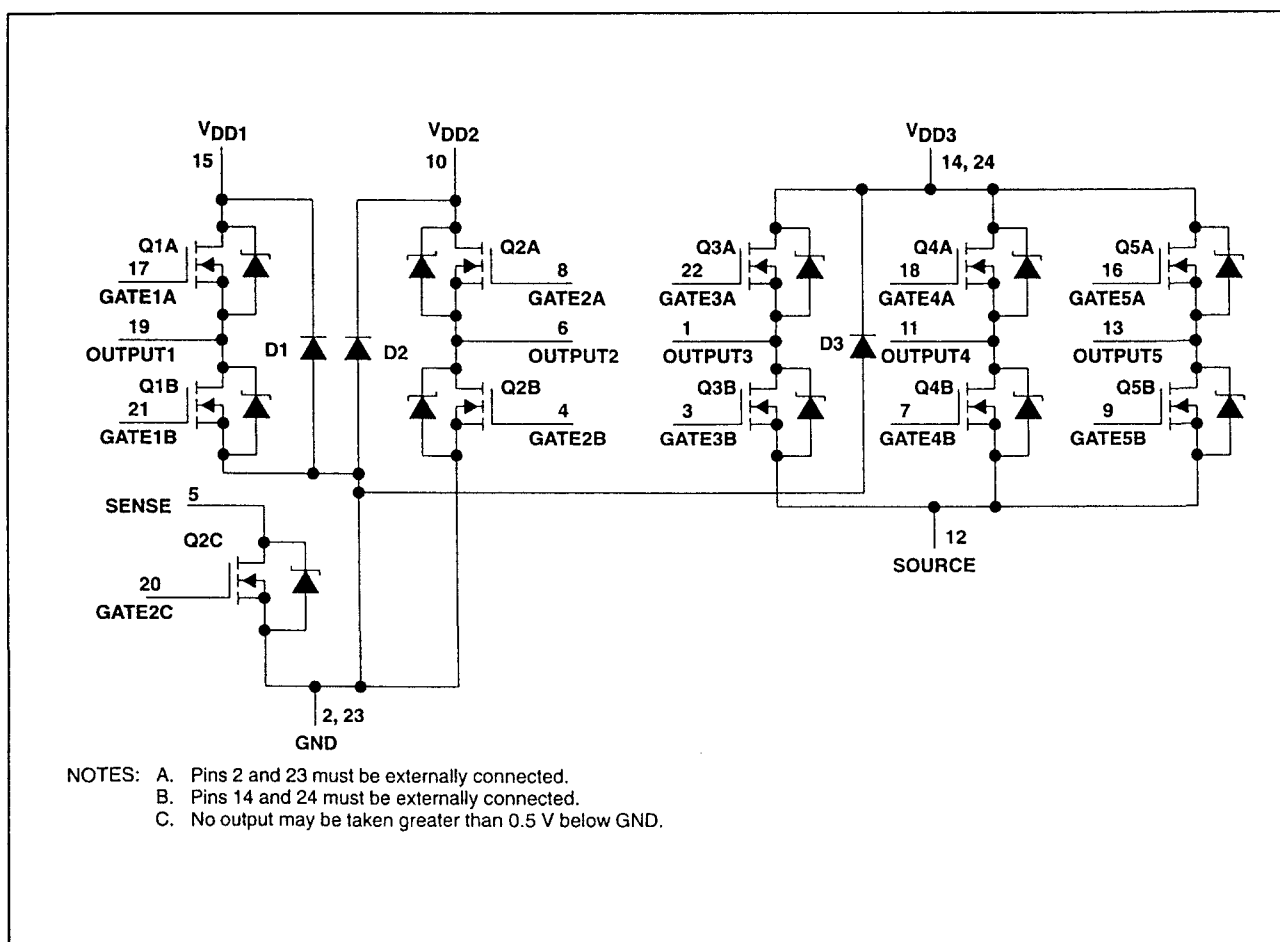 VDD1
15
VDD2
10
VDD3
14, 24
Q1A
17
GATE1A
19
OUTPUT1
Q1B
21
GATE1B
D1
D2
Q2A
8
GATE2A
6
OUTPUT2
Q2B
4
GATE2B
Q3A
22
GATE3A
1
OUTPUT3
Q3B
3
GATE3B
D3
Q4A
18
GATE4A
11
OUTPUT4
Q4B
7
GATE4B
Q5A
16
GATE5A
13
OUTPUT5
Q5B
9
GATE5B
5
SENSE
Q2C
20
GATE2C
12
SOURCE
2, 23
GND
NOTES: A. Pins 2 and 23 must be externally connected.
B. Pins 14 and 24 must be externally connected.
C. No output may be taken greater than 0.5 V below GND.